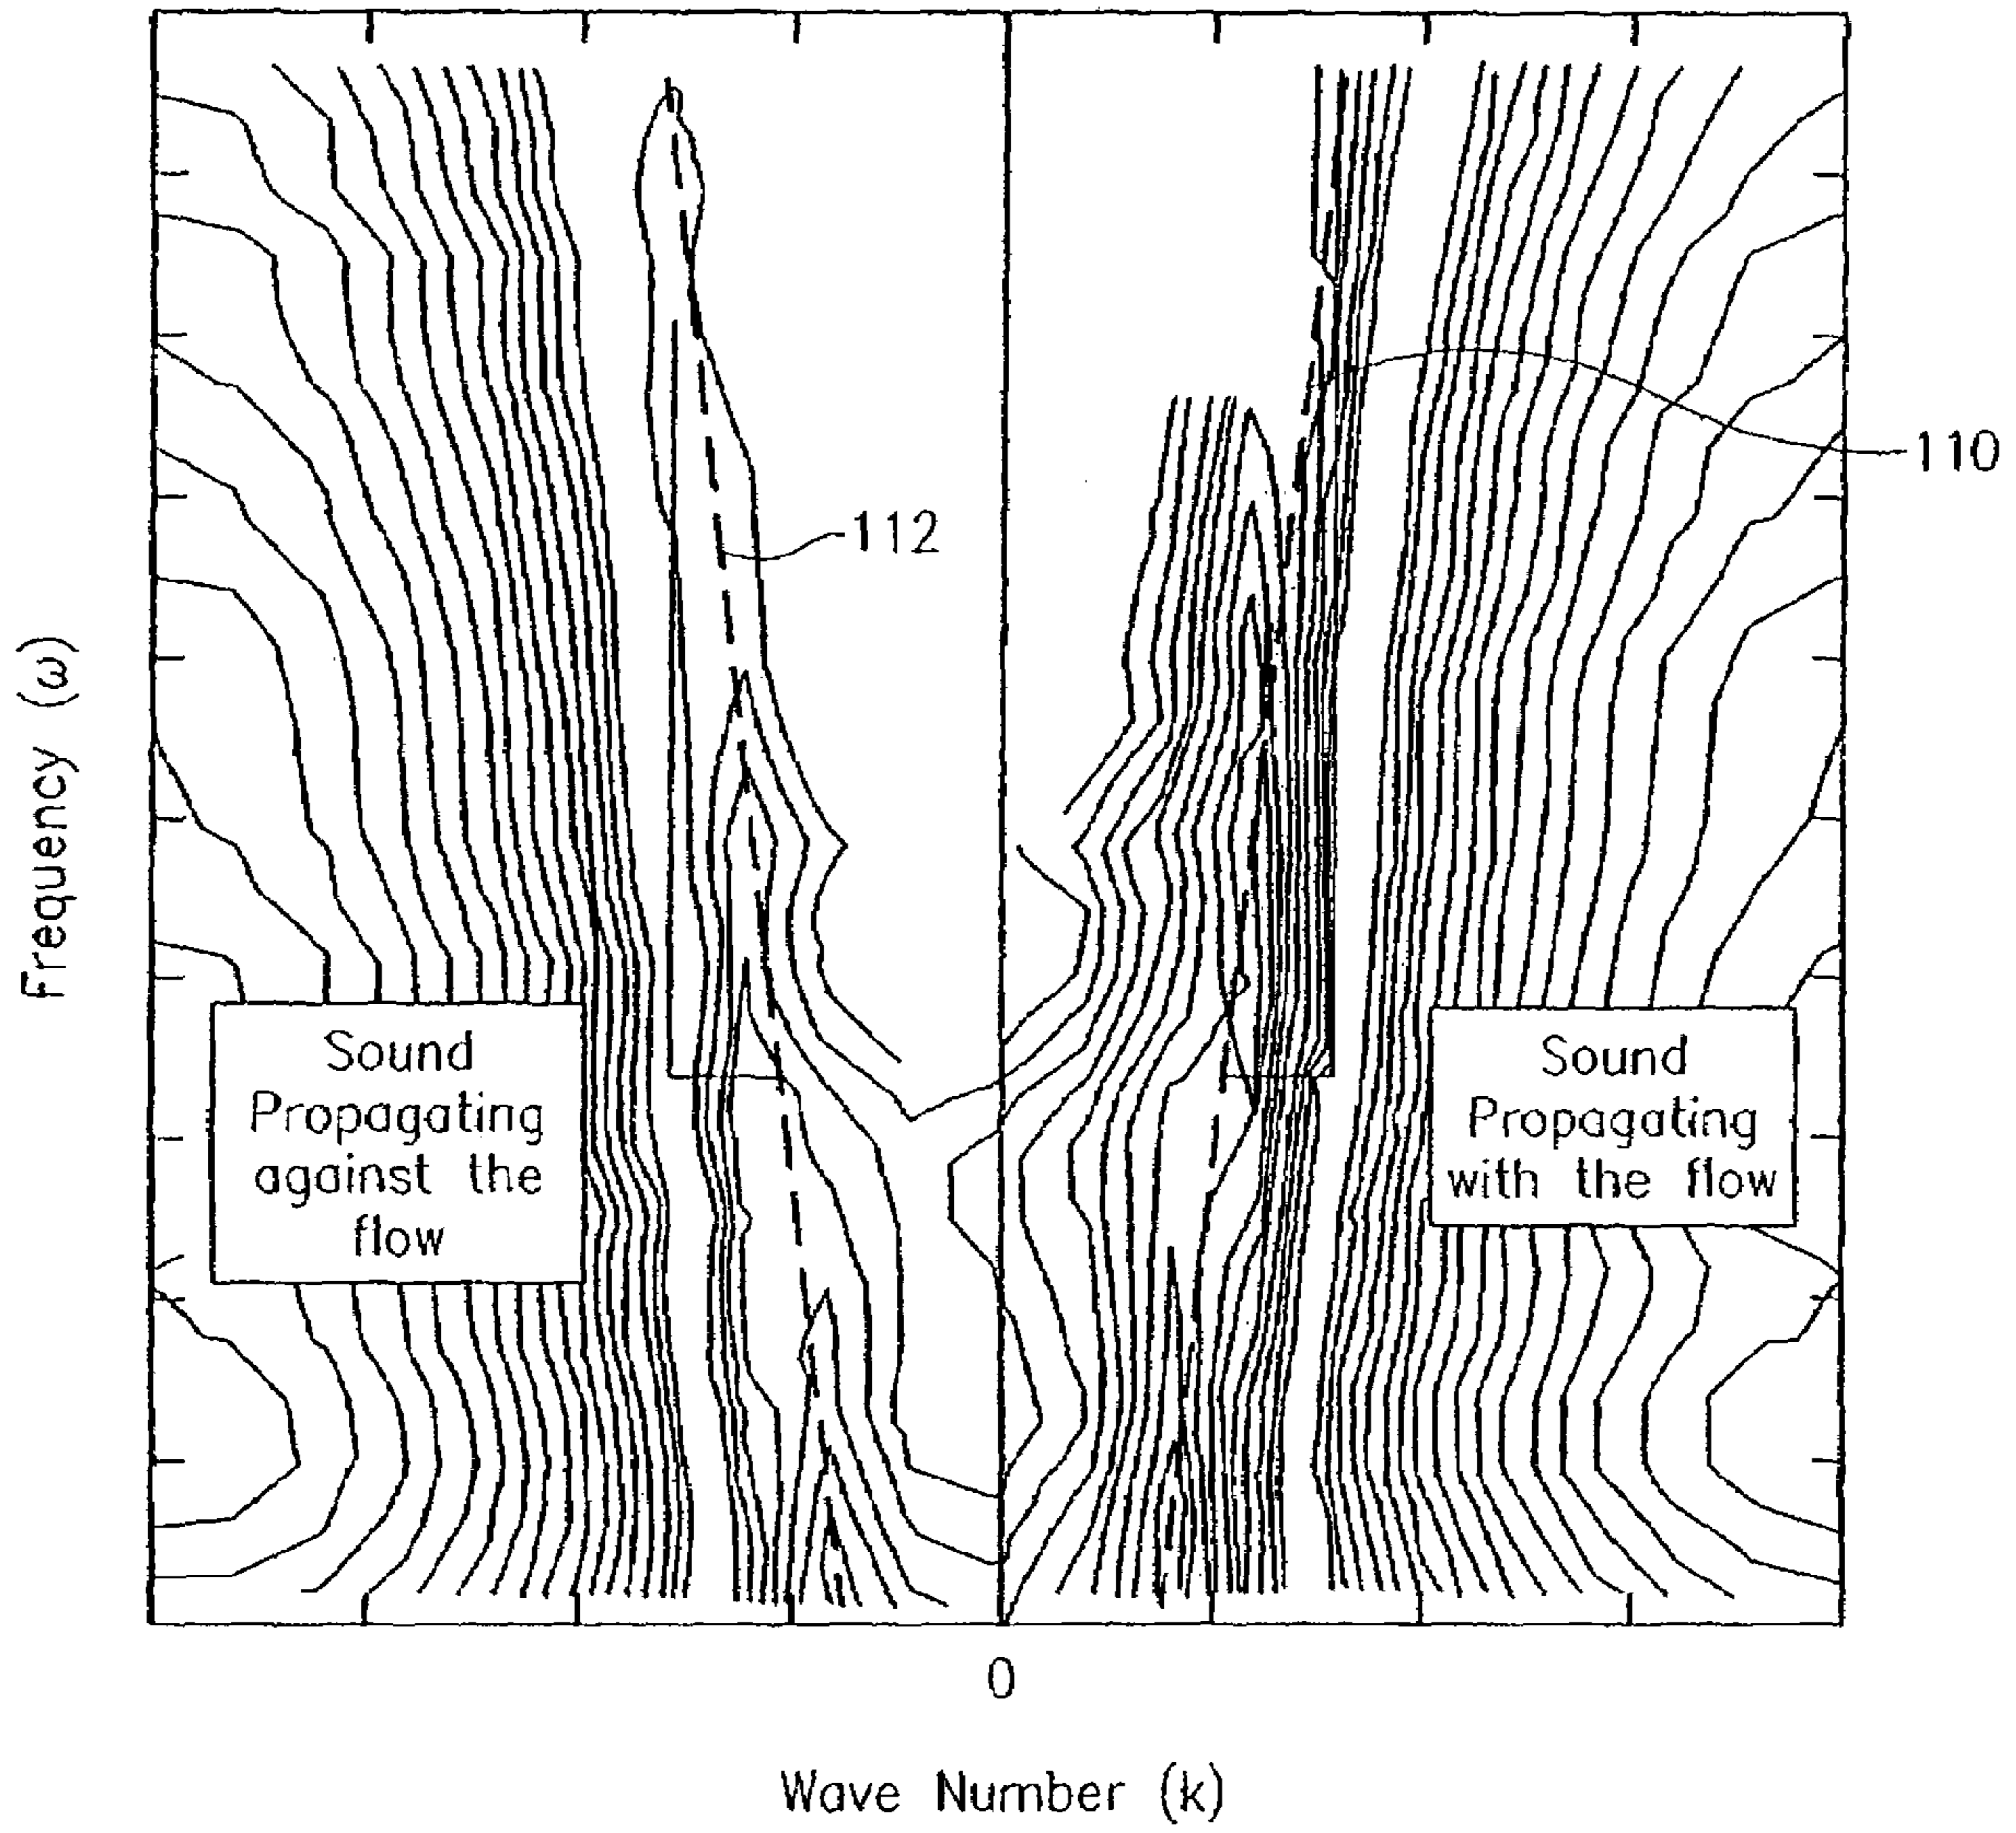 110
112
Frequency (ω)
Sound
Propagating
against the
flow
Sound
Propagating
with the flow
0
Wave Number (k)